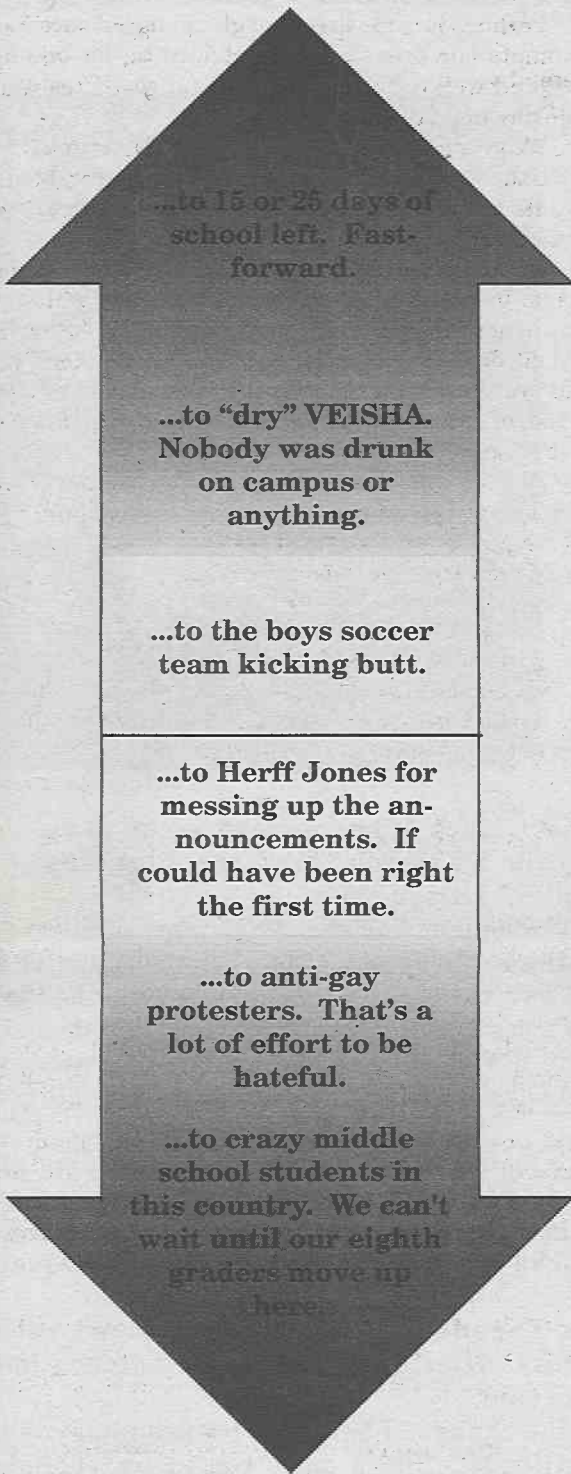 ...to 15 or 25 days of
school left. Fast-
forward.
...to “dry” VEISHA.
Nobody was drunk
on campus or
anything.
...to the boys soccer
team kicking butt.
...to Herff Jones for
messing up the an-
nouncements. If
could have been right
the first time.
...to anti-gay
protesters. That's a
lot of effort to be
hateful.
...to crazy middle
school students in
this country. We can't
wait until our eighth
graders move up
here.